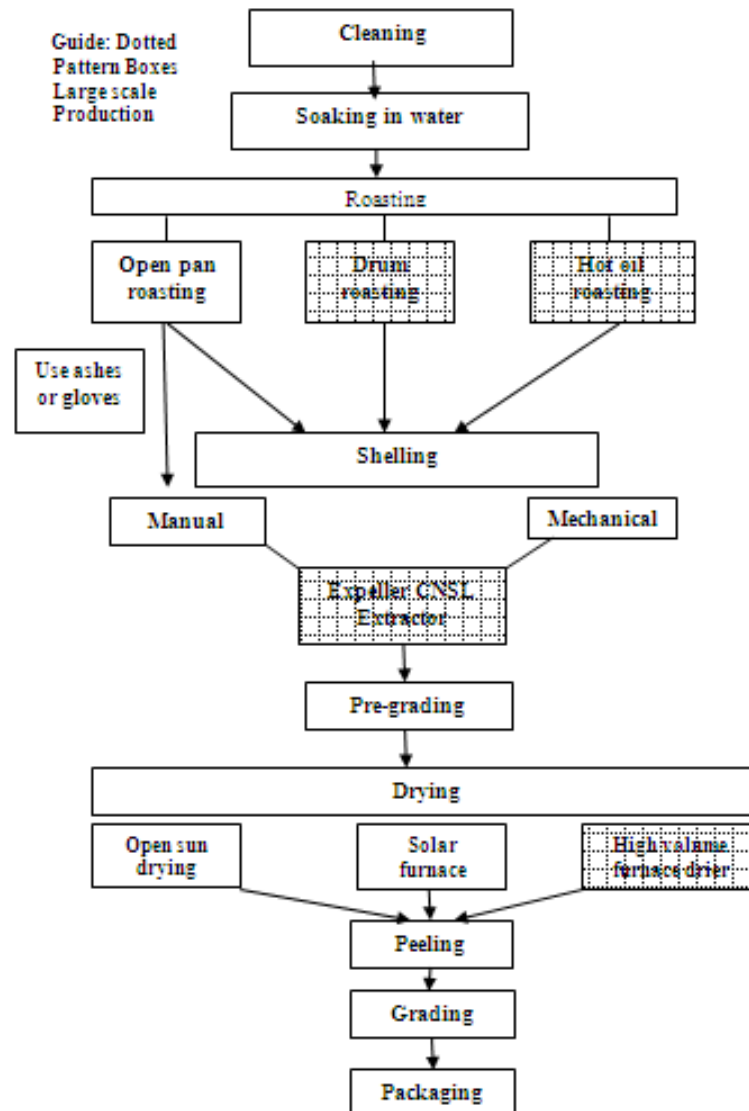 Guide: Dotted
Pattern Boxes
Large scale
Production
Cleaning
Soaking in water
Roasting
Open pan
roasting
Drum
roasting
Hot oil
roasting
Use ashes
or gloves
Shelling
Manual
Mechanical
Expeller CNSL
Extractor
Pre-grading
Drying
Open sun
drying
Solar
furnace
High valume
furnace drier
Peeling
Grading
Packaging